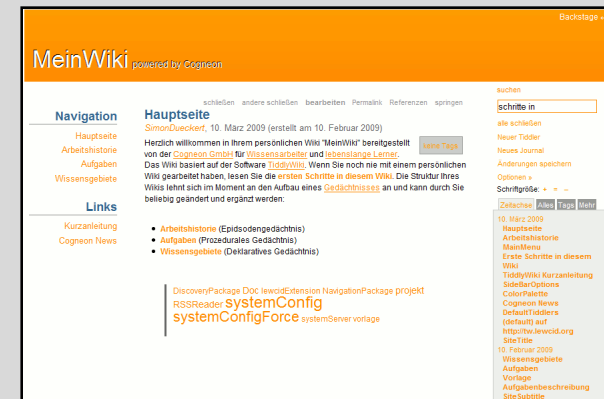 Backstage
MeinWiki powered by Cogneon
Navigation
Hauptseite
Arbeitshistorie
Aufgaben
Wissensgebiete
Links
Kurzanleitung
Cogneon News
schließen andere schließen bearbeiten Permalink Referenzen springen
Hauptseite
SimonDueckert, 10. März 2009 (erstellt am 10. Februar 2009)
keine Tags
Herzlich willkommen in Ihrem persönlichen Wiki "MeinWiki" bereitgestellt
von der Cogneon GmbH für Wissensarbeiter und lebenslange Lerner.
Das Wiki basiert auf der Software TiddlyWiki. Wenn Sie noch nie mit einem persönlichen
Wiki gearbeitet haben, lesen Sie die ersten Schritte in diesem Wiki. Die Struktur Ihres
Wikis lehnt sich im Moment an den Aufbau eines Gedächtnisses an und kann durch Sie
beliebig geändert und ergänzt werden:
• Arbeitshistorie (Epidsodengedächtnis)
• Aufgaben (Prozedurales Gedächtnis)
• Wissensgebiete (Deklaratives Gedächtnis)
DiscoveryPackage Doc lewcidExtension NavigationPackage projekt
RSSReader systemConfig
systemConfigForce systemServer vorlage
suchen
schritte in
alle schließen
Neuer Tiddler
Neues Journal
Änderungen speichern
Optionen »
Schriftgröße: + = –
Zeitachse Alles Tags Mehr
10. März 2009
Hauptseite
Arbeitshistorie
MainMenu
Erste Schritte in diesem
Wiki
TiddlyWiki Kurzanleitung
SideBarOptions
ColorPalette
Cogneon News
DefaultTiddlers
(default) auf
http://tw.lewcid.org
SiteTitle
10. Februar 2009
Wissensgebiete
Aufgaben
Vorlage
Aufgabenbeschreibung
SiteSubtitle